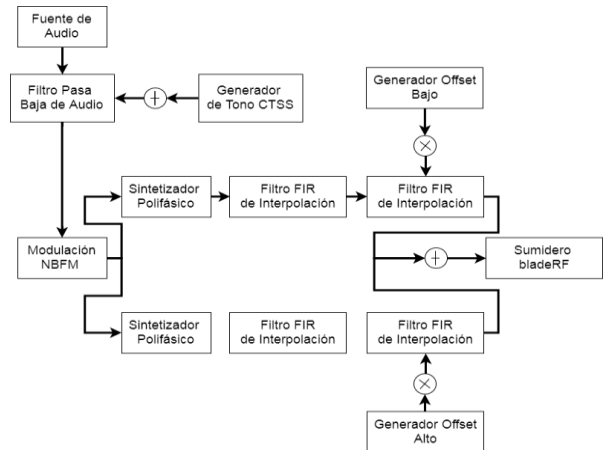 Fuente de
Audio
Filtro Pasa
Baja de Audio
Generador
de Tono CTSS
Generador Offset
Bajo
Sintetizador
Polifásico
Filtro FIR
de Interpolación
Filtro FIR
de Interpolación
Modulación
NBFM
Sumidero
bladeRF
Sintetizador
Polifásico
Filtro FIR
de Interpolación
Filtro FIR
de Interpolación
Generador Offset
Alto